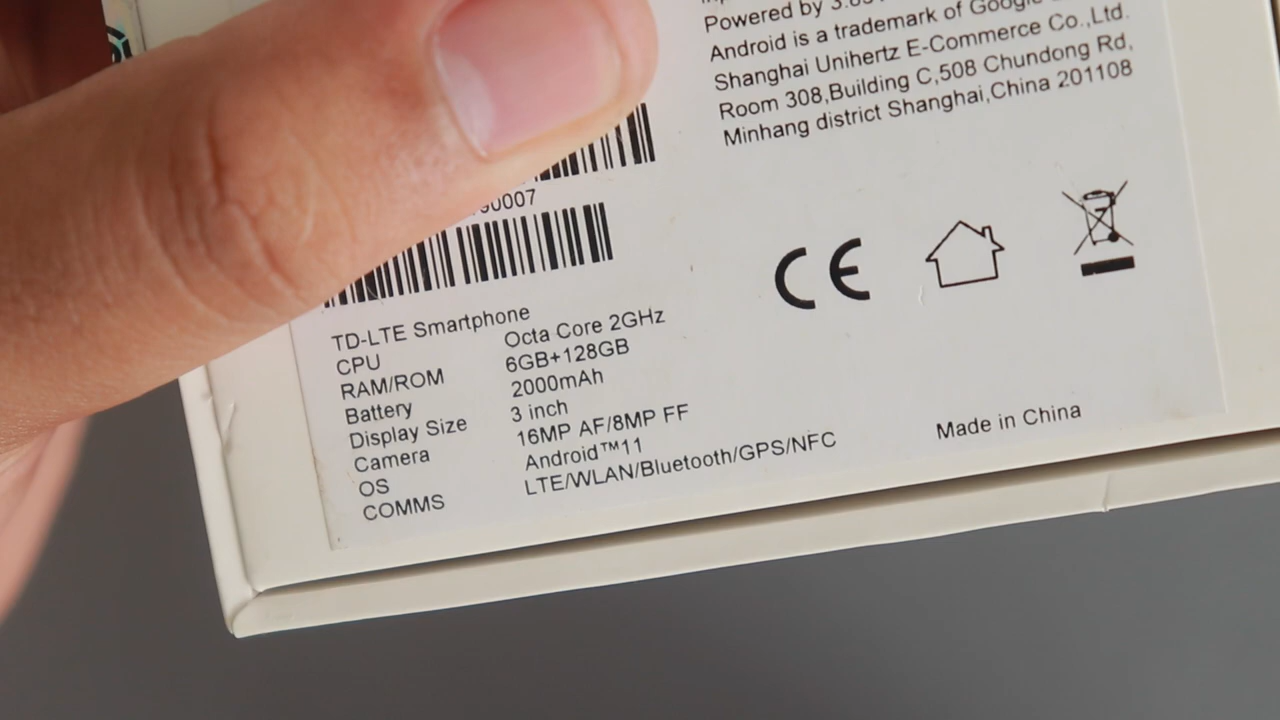 Powered by
Android is a trademark of Google
Shanghai Unihertz E-Commerce Co.,Ltd.
Room 308,Building C,508 Chundong Rd,
Minhang district Shanghai,China 201108
90007
TD-LTE Smartphone
CPU Octa Core 2GHz
RAM/ROM 6GB+128GB
Battery 2000mAh
Display Size 3 inch
Camera 16MP AF/8MP FF
OS Android™11
COMMS LTE/WLAN/Bluetooth/GPS/NFC
CE
Made in China